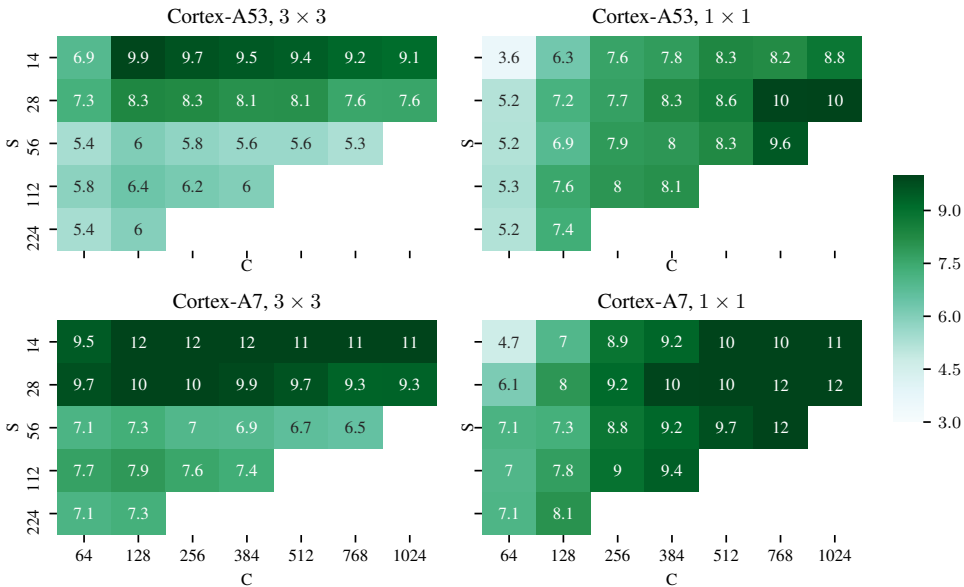 Cortex-A53, 3 × 3
14 6.9 9.9 9.7 9.5 9.4 9.2 9.1
28 7.3 8.3 8.3 8.1 8.1 7.6 7.6
S
56 5.4 6 5.8 5.6 5.6 5.3
112 5.8 6.4 6.2 6
224 5.4 6
C
Cortex-A53, 1 × 1
3.6 6.3 7.6 7.8 8.3 8.2 8.8
5.2 7.2 7.7 8.3 8.6 10 10
S
5.2 6.9 7.9 8 8.3 9.6
5.3 7.6 8 8.1
5.2 7.4
C
Cortex-A7, 3 × 3
14 9.5 12 12 12 11 11 11
28 9.7 10 10 9.9 9.7 9.3 9.3
S
56 7.1 7.3 7 6.9 6.7 6.5
112 7.7 7.9 7.6 7.4
224 7.1 7.3
64 128 256 384 512 768 1024
C
Cortex-A7, 1 × 1
4.7 7 8.9 9.2 10 10 11
6.1 8 9.2 10 10 12 12
S
7.1 7.3 8.8 9.2 9.7 12
7 7.8 9 9.4
7.1 8.1
64 128 256 384 512 768 1024
C
9.0
7.5
6.0
4.5
3.0